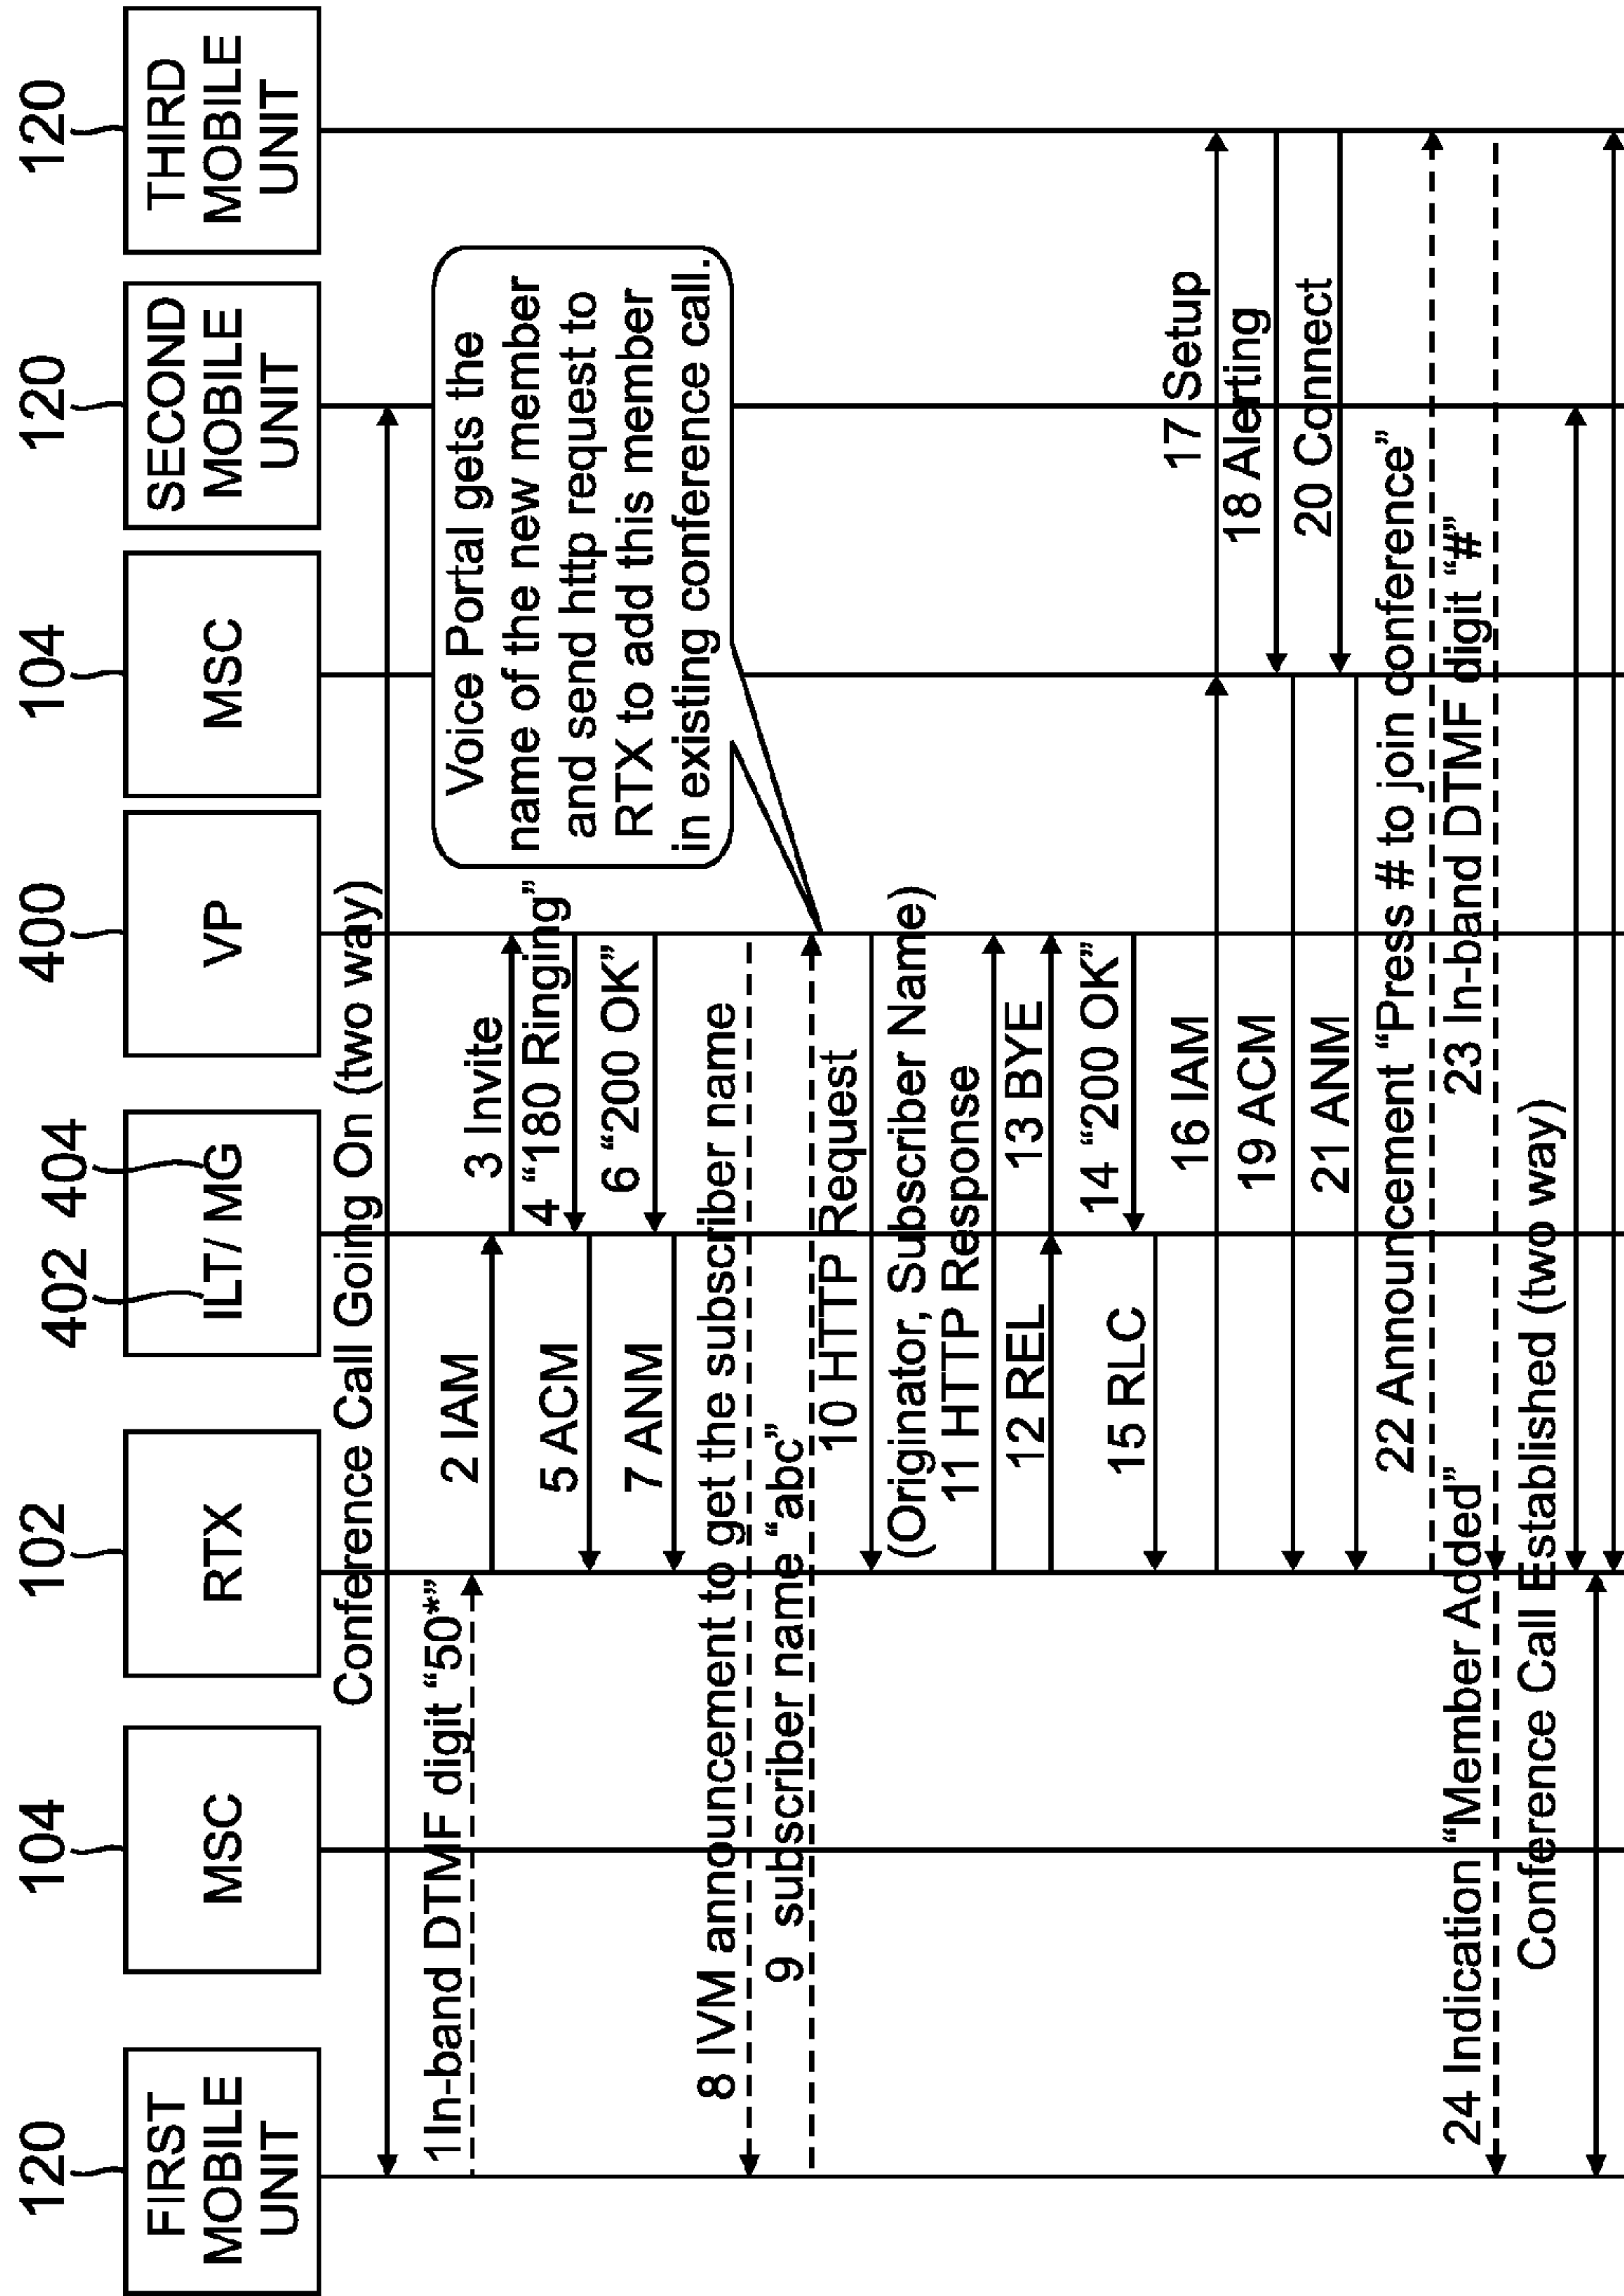 120
FIRST
MOBILE
UNIT
104
MSC
102
RTX
402
404
ILT/ MG
400
VP
104
MSC
120
SECOND
MOBILE
UNIT
120
THIRD
MOBILE
UNIT
Conference Call Going On (two way)
1In-band DTMF digit “50*”
2 IAM
3 Invite
4 “180 Ringing”
5 ACM
6 “200 OK”
7 ANM
Voice Portal gets the
name of the new member
and send http request to
RTX to add this member
in existing conference call.
8 IVM announcement to get the subscriber name
9 subscriber name “abc”
10 HTTP Request
(Originator, Subscriber Name)
11 HTTP Response
12 REL
13 BYE
14 “200 OK”
15 RLC
16 IAM
17 Setup
18 Alerting
19 ACM
20 Connect
21 ANM
22 Announcement “Press # to join conference”
23 In-band DTMF digit “#”
24 Indication “Member Added”
Conference Call Established (two way)